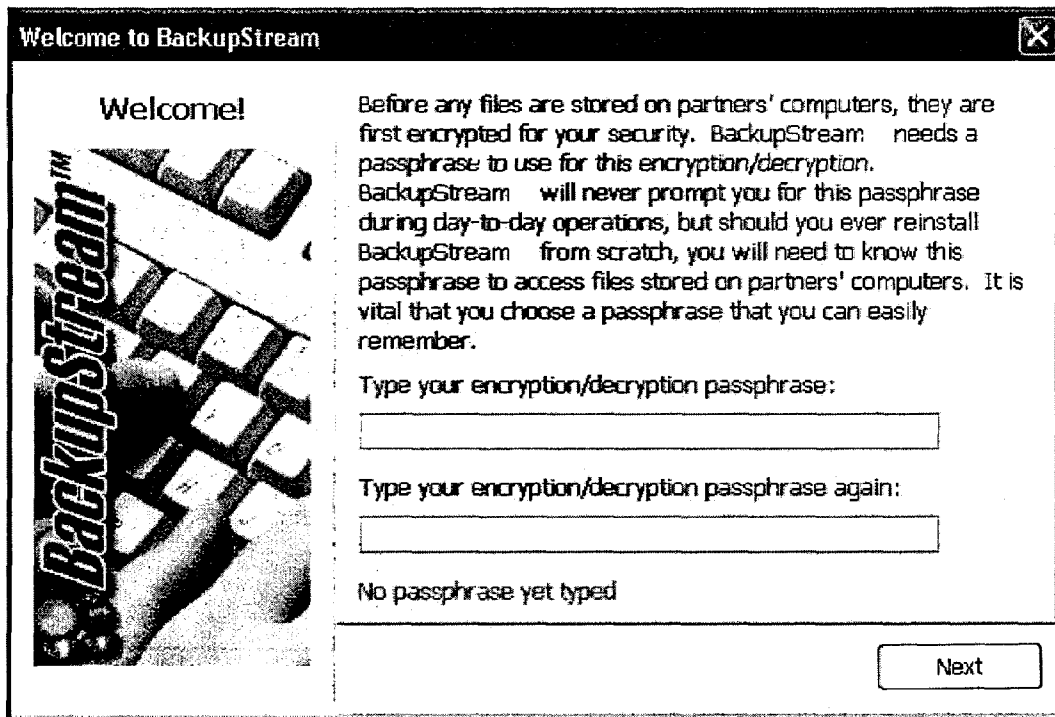 Welcome to BackupStream
Welcome!
BackupStream™
Before any files are stored on partners' computers, they are
first encrypted for your security. BackupStream needs a
passphrase to use for this encryption/decryption.
BackupStream will never prompt you for this passphrase
during day-to-day operations, but should you ever reinstall
BackupStream from scratch, you will need to know this
passphrase to access files stored on partners' computers. It is
vital that you choose a passphrase that you can easily
remember.
Type your encryption/decryption passphrase:
Type your encryption/decryption passphrase again:
No passphrase yet typed
Next